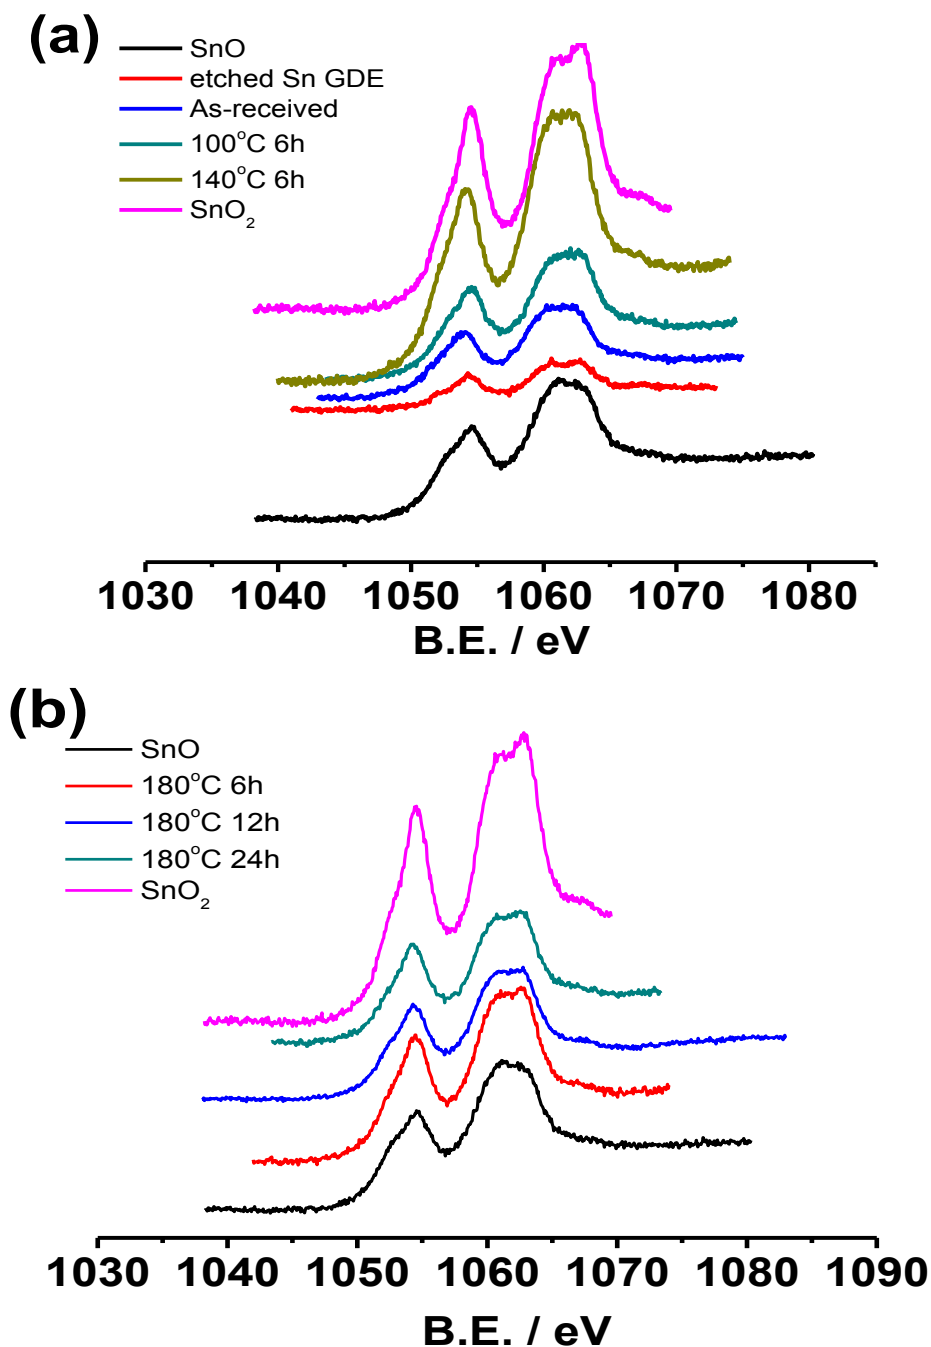 (a)
SnO
etched Sn GDE
As-received
100°C 6h
140°C 6h
SnO₂
1030 1040 1050 1060 1070 1080
B.E. / eV
(b)
SnO
180°C 6h
180°C 12h
180°C 24h
SnO₂
1030 1040 1050 1060 1070 1080 1090
B.E. / eV